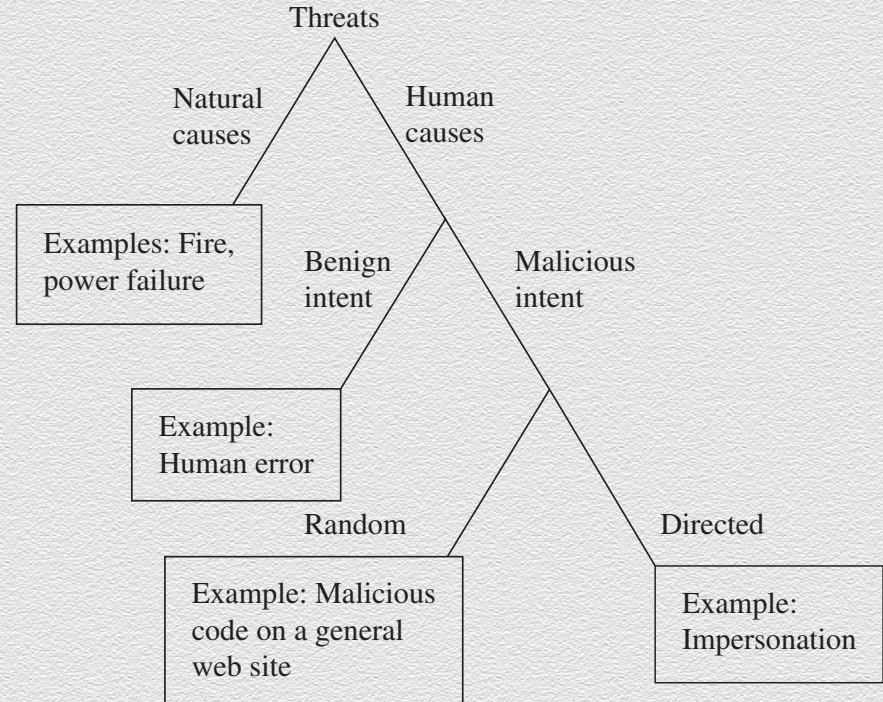 Threats
Natural
causes
Human
causes
Examples: Fire,
power failure
Benign
intent
Malicious
intent
Example:
Human error
Random
Directed
Example: Malicious
code on a general
web site
Example:
Impersonation